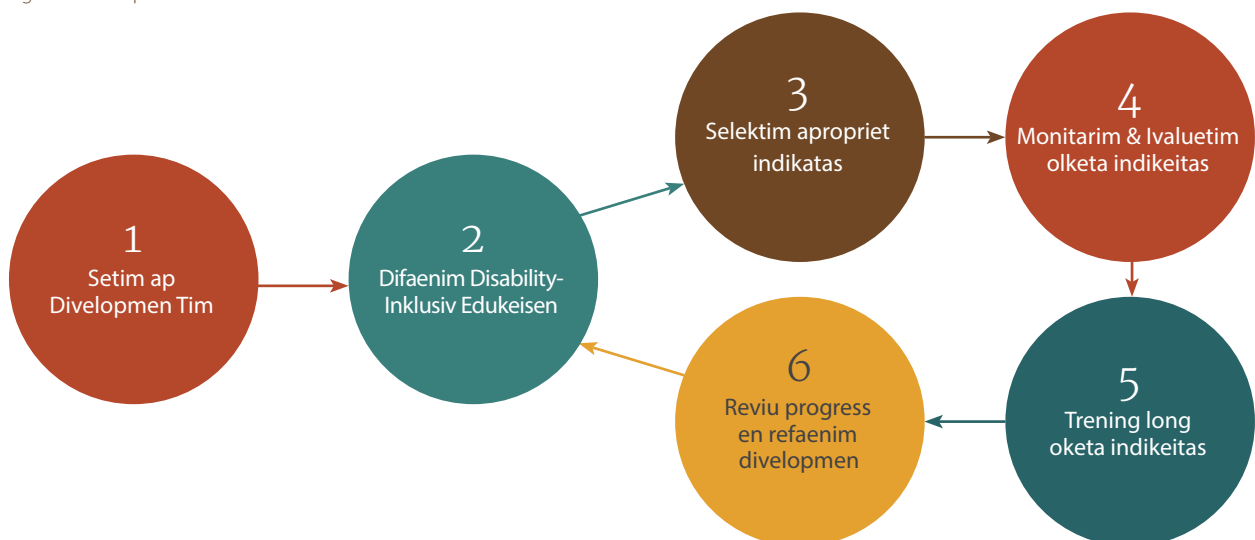 1
Setim ap
Divelopmen Tim
2
Difaenim Disability-
Inklusiv Edukeisen
3
Selektim apropriet
indikatas
4
Monitarim & Ivaluetim
olketa indikeitas
5
Trening long
oketa indikeitas
6
Reviu progress
en refaenim
divelopmen